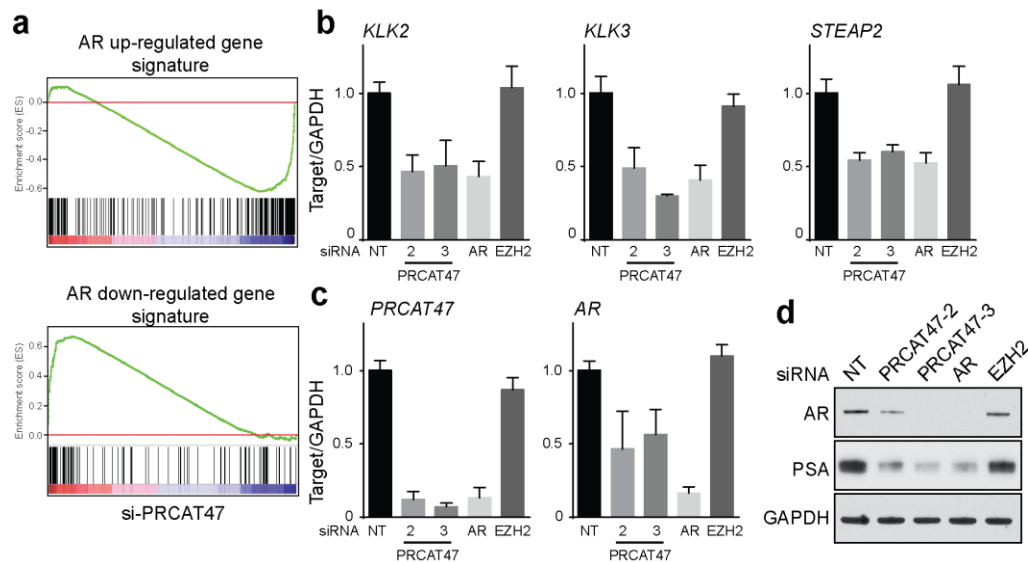 a
AR up-regulated gene
signature
Enrichment score (ES)
0.0
-0.2
-0.4
-0.6
AR down-regulated gene
signature
Enrichment score (ES)
0.6
0.4
0.2
0.0
si-PRCAT47
b
KLK2
KLK3
STEAP2
Target/GAPDH
1.0
0.5
0
1.0
0.5
0
1.0
0.5
0
siRNA NT 2 3 AR EZH2
PRCAT47
NT 2 3 AR EZH2
PRCAT47
NT 2 3 AR EZH2
PRCAT47
c
PRCAT47
AR
Target/GAPDH
1.0
0.5
0
1.0
0.5
0
siRNA NT 2 3 AR EZH2
PRCAT47
NT 2 3 AR EZH2
PRCAT47
d
siRNA NT PRCAT47-2 PRCAT47-3 AR EZH2
AR
PSA
GAPDH